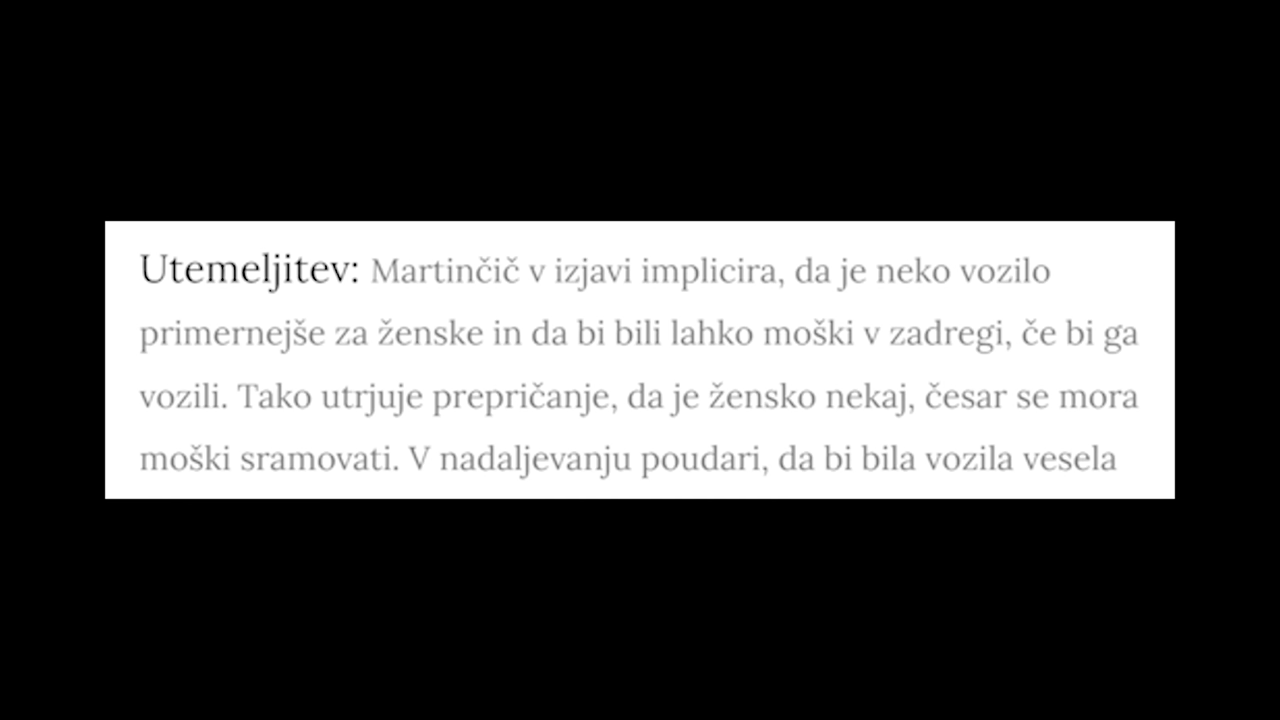 Utemeljitev: Martinčič v izjavi implicira, da je neko vozilo
primernejše za ženske in da bi bili lahko moški v zadregi, če bi ga
vozili. Tako utrjuje prepričanje, da je žensko nekaj, česar se mora
moški sramovati. V nadaljevanju poudari, da bi bila vozila vesela